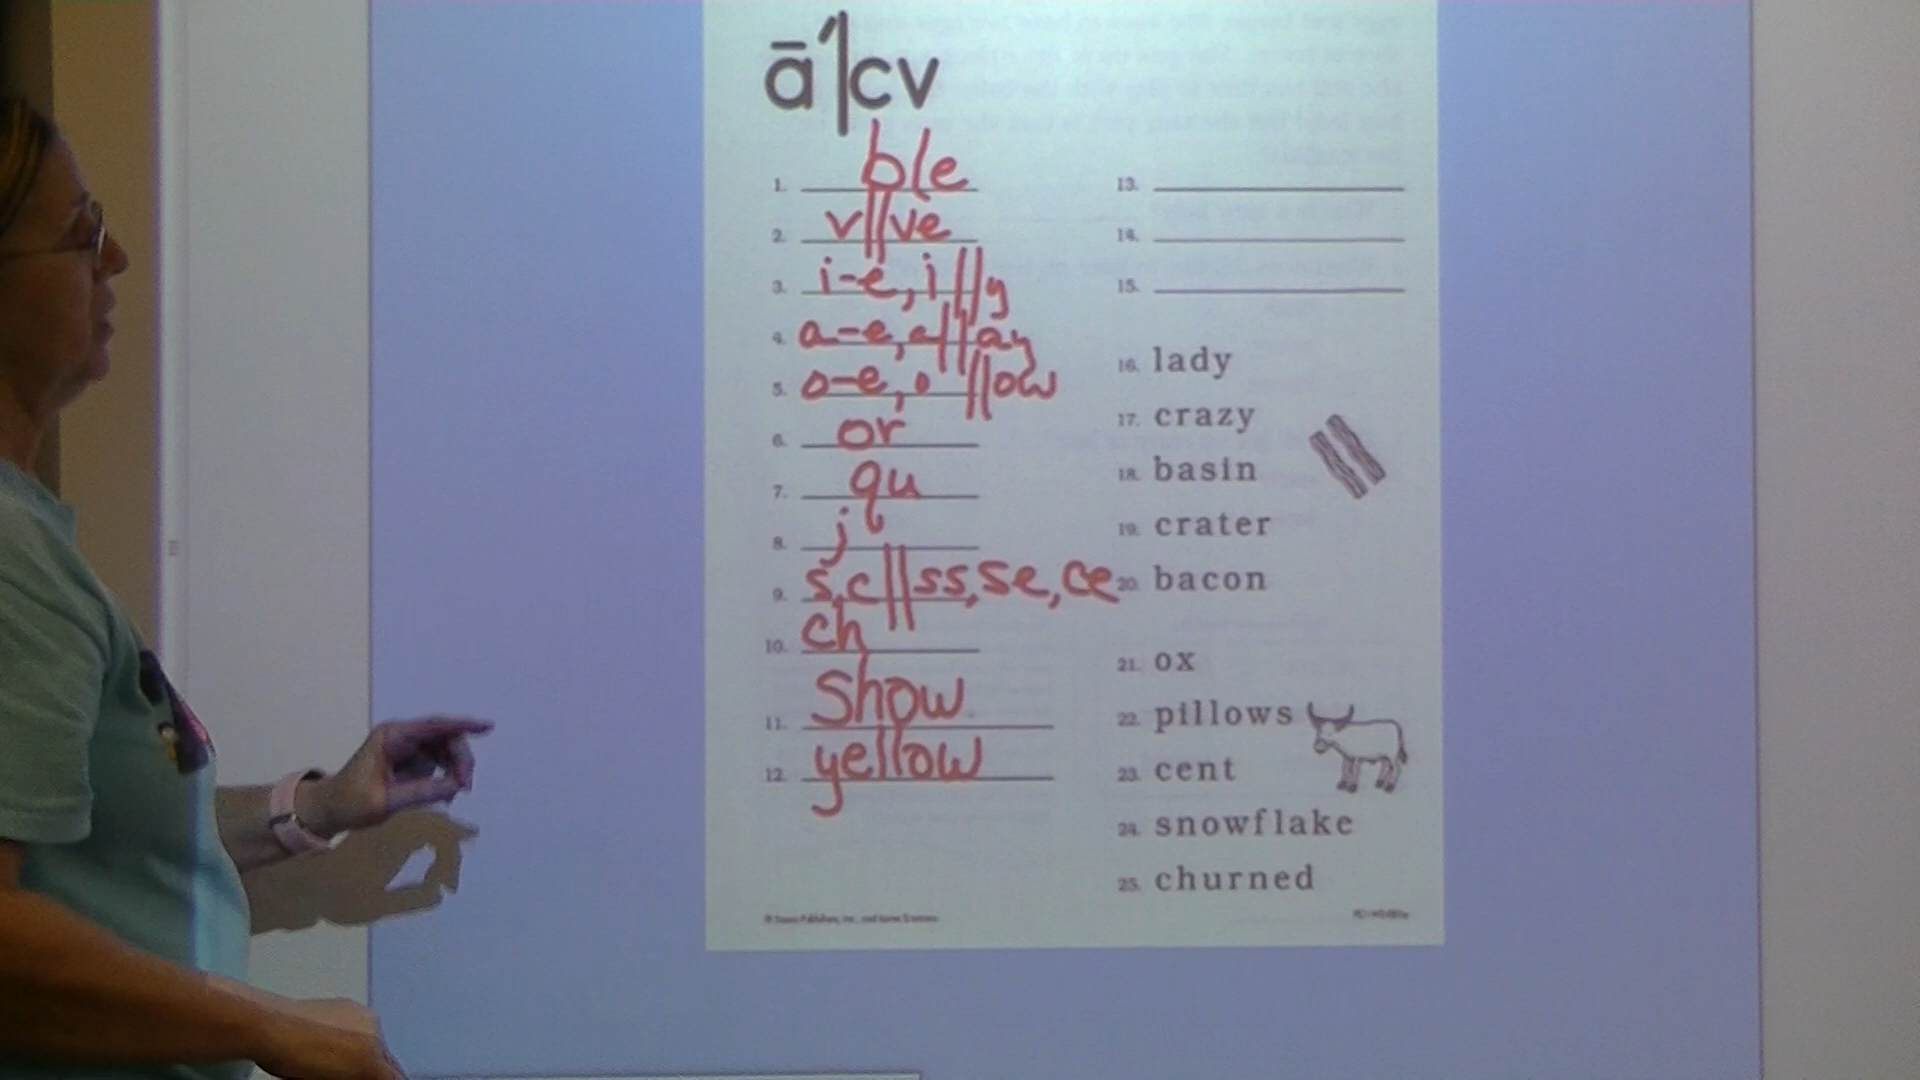 ā'|cv
1. ble
2. v||ve
3. i-e, i||y
4. a-e, a||ay
5. o-e, o||ow
6. or
7. qu
8. j
9. s, c||ss, se, ce
10. ch
11. Show
12. yellow
13.
14.
15.
16. lady
17. crazy
18. basin
19. crater
20. bacon
21. ox
22. pillows
23. cent
24. snowflake
25. churned